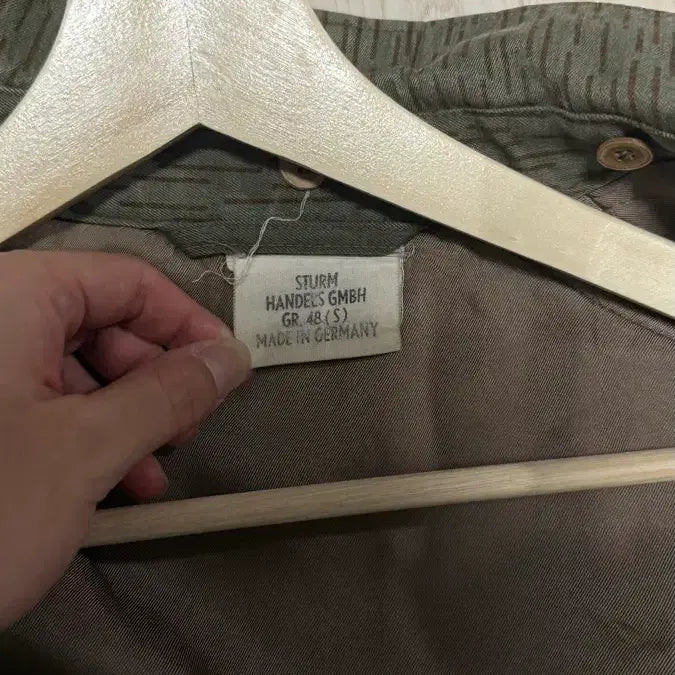 STURM
HANDELS GMBH
GR. 48 (S)
MADE IN GERMANY